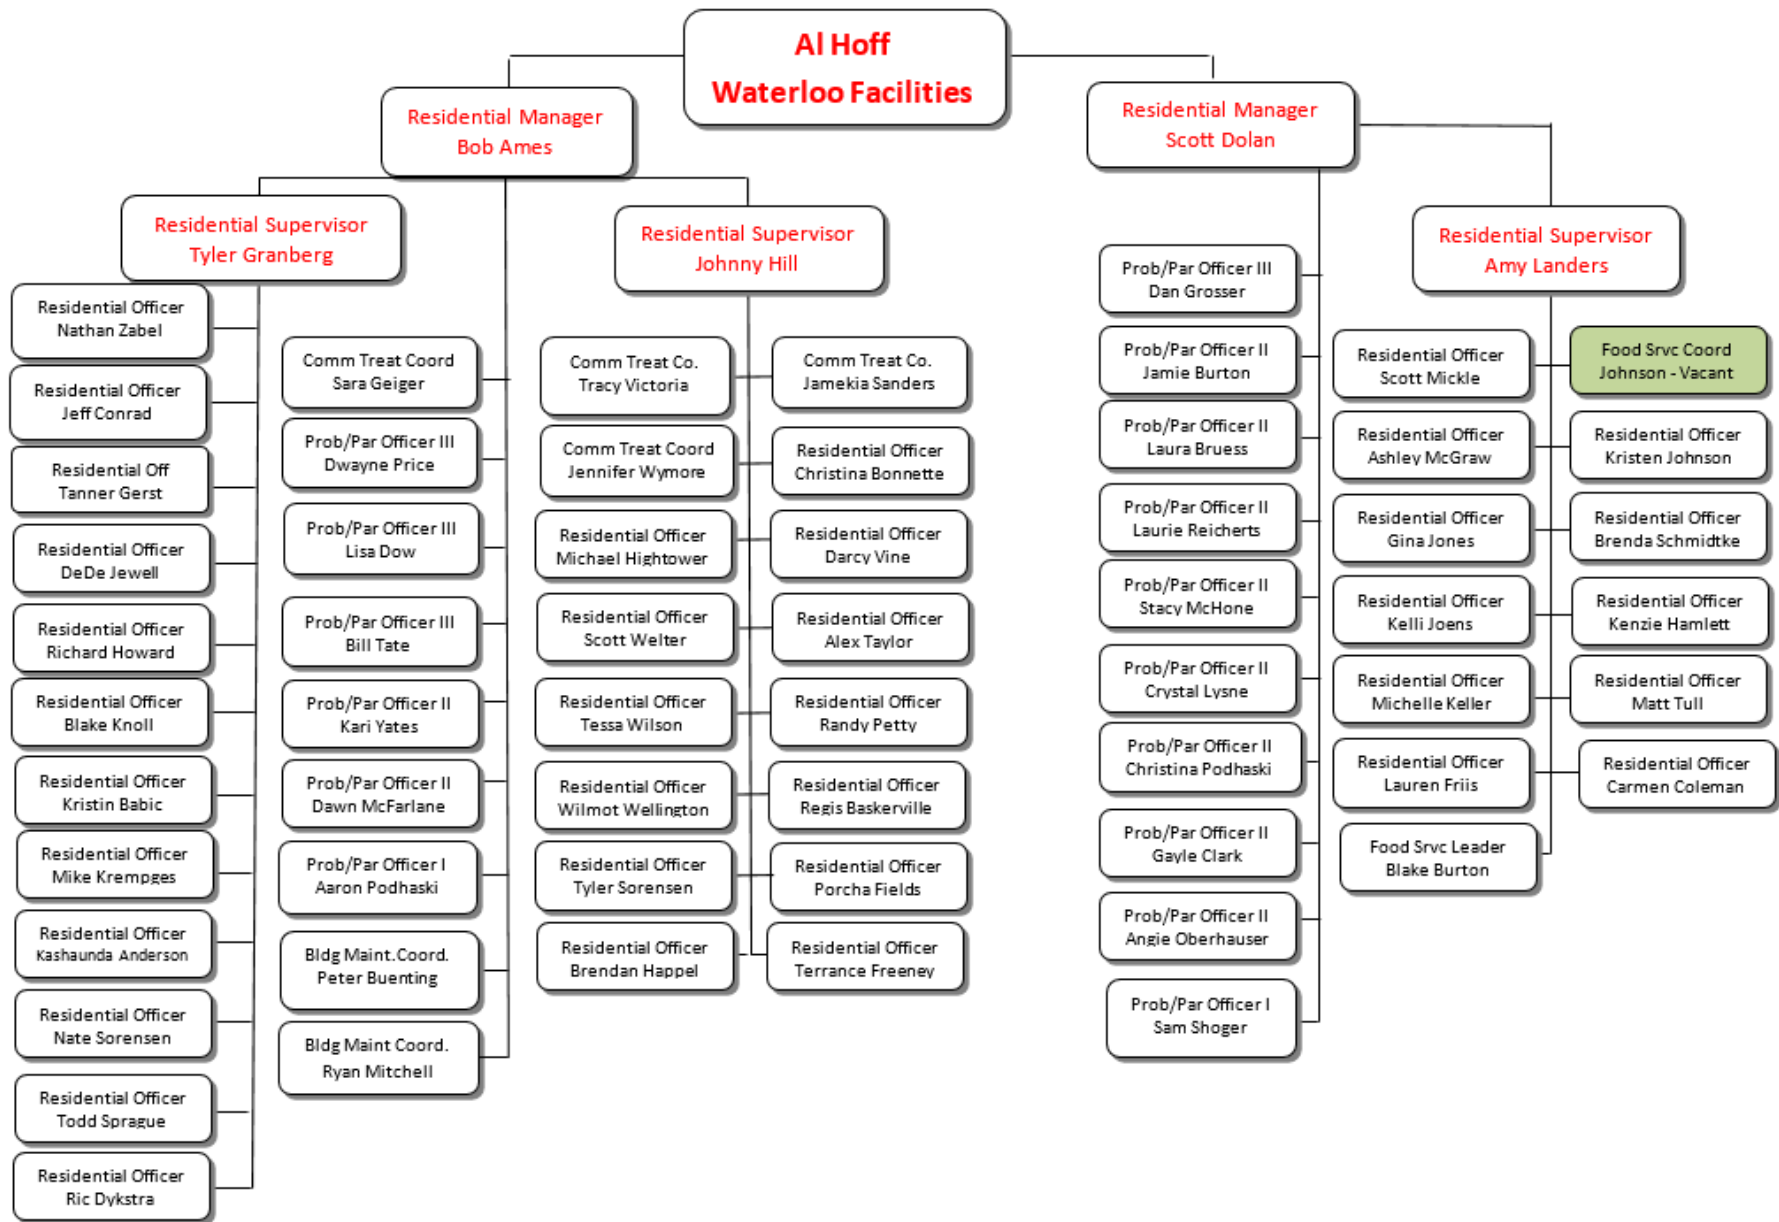 Al Hoff
Waterloo Facilities
Residential Manager
Bob Ames
Residential Manager
Scott Dolan
Residential Supervisor
Tyler Granberg
Residential Supervisor
Johnny Hill
Residential Supervisor
Amy Landers
Residential Officer
Nathan Zabel
Residential Officer
Jeff Conrad
Residential Off
Tanner Gerst
Residential Officer
DeDe Jewell
Residential Officer
Richard Howard
Residential Officer
Blake Knoll
Residential Officer
Kristin Babic
Residential Officer
Mike Krempges
Residential Officer
Kashaunda Anderson
Residential Officer
Nate Sorensen
Residential Officer
Todd Sprague
Residential Officer
Ric Dykstra
Comm Treat Coord
Sara Geiger
Prob/Par Officer III
Dwayne Price
Prob/Par Officer III
Lisa Dow
Prob/Par Officer III
Bill Tate
Prob/Par Officer II
Kari Yates
Prob/Par Officer II
Dawn McFarlane
Prob/Par Officer I
Aaron Podhaski
Bldg Maint.Coord.
Peter Buenting
Bldg Maint Coord.
Ryan Mitchell
Comm Treat Co.
Tracy Victoria
Comm Treat Coord
Jennifer Wymore
Residential Officer
Michael Hightower
Residential Officer
Scott Welter
Residential Officer
Tessa Wilson
Residential Officer
Wilmot Wellington
Residential Officer
Tyler Sorensen
Residential Officer
Brendan Happel
Comm Treat Co.
Jamekia Sanders
Residential Officer
Christina Bonnette
Residential Officer
Darcy Vine
Residential Officer
Alex Taylor
Residential Officer
Randy Petty
Residential Officer
Regis Baskerville
Residential Officer
Porcha Fields
Residential Officer
Terrance Freeney
Prob/Par Officer III
Dan Grosser
Prob/Par Officer II
Jamie Burton
Prob/Par Officer II
Laura Bruess
Prob/Par Officer II
Laurie Reicherts
Prob/Par Officer II
Stacy McHone
Prob/Par Officer II
Crystal Lysne
Prob/Par Officer II
Christina Podhaski
Prob/Par Officer II
Gayle Clark
Prob/Par Officer II
Angie Oberhauser
Prob/Par Officer I
Sam Shoger
Residential Officer
Scott Mickle
Residential Officer
Ashley McGraw
Residential Officer
Gina Jones
Residential Officer
Kelli Joens
Residential Officer
Michelle Keller
Residential Officer
Lauren Friis
Food Srvc Leader
Blake Burton
Food Srvc Coord
Johnson - Vacant
Residential Officer
Kristen Johnson
Residential Officer
Brenda Schmidtke
Residential Officer
Kenzie Hamlett
Residential Officer
Matt Tull
Residential Officer
Carmen Coleman